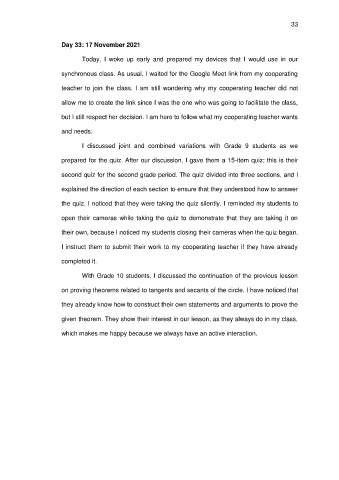 33
Day 33: 17 November 2021
Today, I woke up early and prepared my devices that I would use in our
synchronous class. As usual, I waited for the Google Meet link from my cooperating
teacher to join the class. I am still wondering why my cooperating teacher did not
allow me to create the link since I was the one who was going to facilitate the class,
but I still respect her decision. I am here to follow what my cooperating teacher wants
and needs.
I discussed joint and combined variations with Grade 9 students as we
prepared for the quiz. After our discussion, I gave them a 15-item quiz; this is their
second quiz for the second grade period. The quiz divided into three sections, and I
explained the direction of each section to ensure that they understood how to answer
the quiz. I noticed that they were taking the quiz silently. I reminded my students to
open their cameras while taking the quiz to demonstrate that they are taking it on
their own, because I noticed my students closing their cameras when the quiz began.
I instruct them to submit their work to my cooperating teacher if they have already
completed it.
With Grade 10 students, I discussed the continuation of the previous lesson
on proving theorems related to tangents and secants of the circle. I have noticed that
they already know how to construct their own statements and arguments to prove the
given theorem. They show their interest in our lesson, as they always do in my class,
which makes me happy because we always have an active interaction.